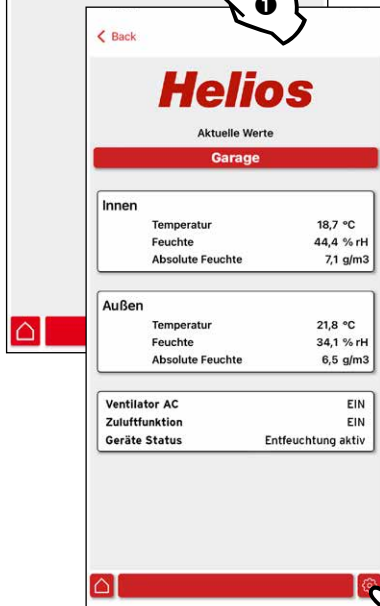 ❶
Back
Helios
Aktuelle Werte
Garage
Innen
Temperatur 18,7 °C
Feuchte 44,4 % rH
Absolute Feuchte 7,1 g/m3
Außen
Temperatur 21,8 °C
Feuchte 34,1 % rH
Absolute Feuchte 6,5 g/m3
Ventilator AC EIN
Zuluftfunktion EIN
Geräte Status Entfeuchtung aktiv